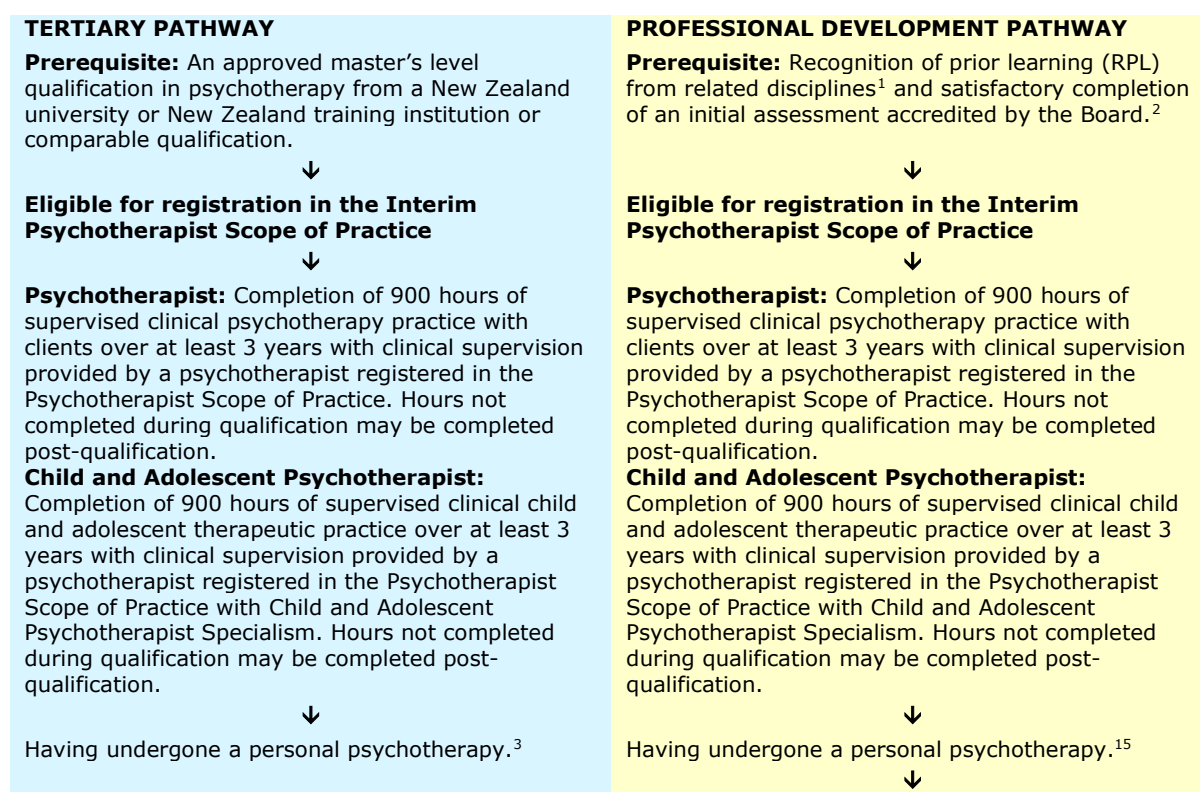 TERTIARY PATHWAY
Prerequisite: An approved master's level
qualification in psychotherapy from a New Zealand
university or New Zealand training institution or
comparable qualification.
↓
Eligible for registration in the Interim
Psychotherapist Scope of Practice
↓
Psychotherapist: Completion of 900 hours of
supervised clinical psychotherapy practice with
clients over at least 3 years with clinical supervision
provided by a psychotherapist registered in the
Psychotherapist Scope of Practice. Hours not
completed during qualification may be completed
post-qualification.
Child and Adolescent Psychotherapist:
Completion of 900 hours of supervised clinical child
and adolescent therapeutic practice over at least 3
years with clinical supervision provided by a
psychotherapist registered in the Psychotherapist
Scope of Practice with Child and Adolescent
Psychotherapist Specialism. Hours not completed
during qualification may be completed post-
qualification.
↓
Having undergone a personal psychotherapy.3
PROFESSIONAL DEVELOPMENT PATHWAY
Prerequisite: Recognition of prior learning (RPL)
from related disciplines1 and satisfactory completion
of an initial assessment accredited by the Board.2
↓
Eligible for registration in the Interim
Psychotherapist Scope of Practice
↓
Psychotherapist: Completion of 900 hours of
supervised clinical psychotherapy practice with
clients over at least 3 years with clinical supervision
provided by a psychotherapist registered in the
Psychotherapist Scope of Practice. Hours not
completed during qualification may be completed
post-qualification.
Child and Adolescent Psychotherapist:
Completion of 900 hours of supervised clinical child
and adolescent therapeutic practice over at least 3
years with clinical supervision provided by a
psychotherapist registered in the Psychotherapist
Scope of Practice with Child and Adolescent
Psychotherapist Specialism. Hours not completed
during qualification may be completed post-
qualification.
↓
Having undergone a personal psychotherapy.15
↓